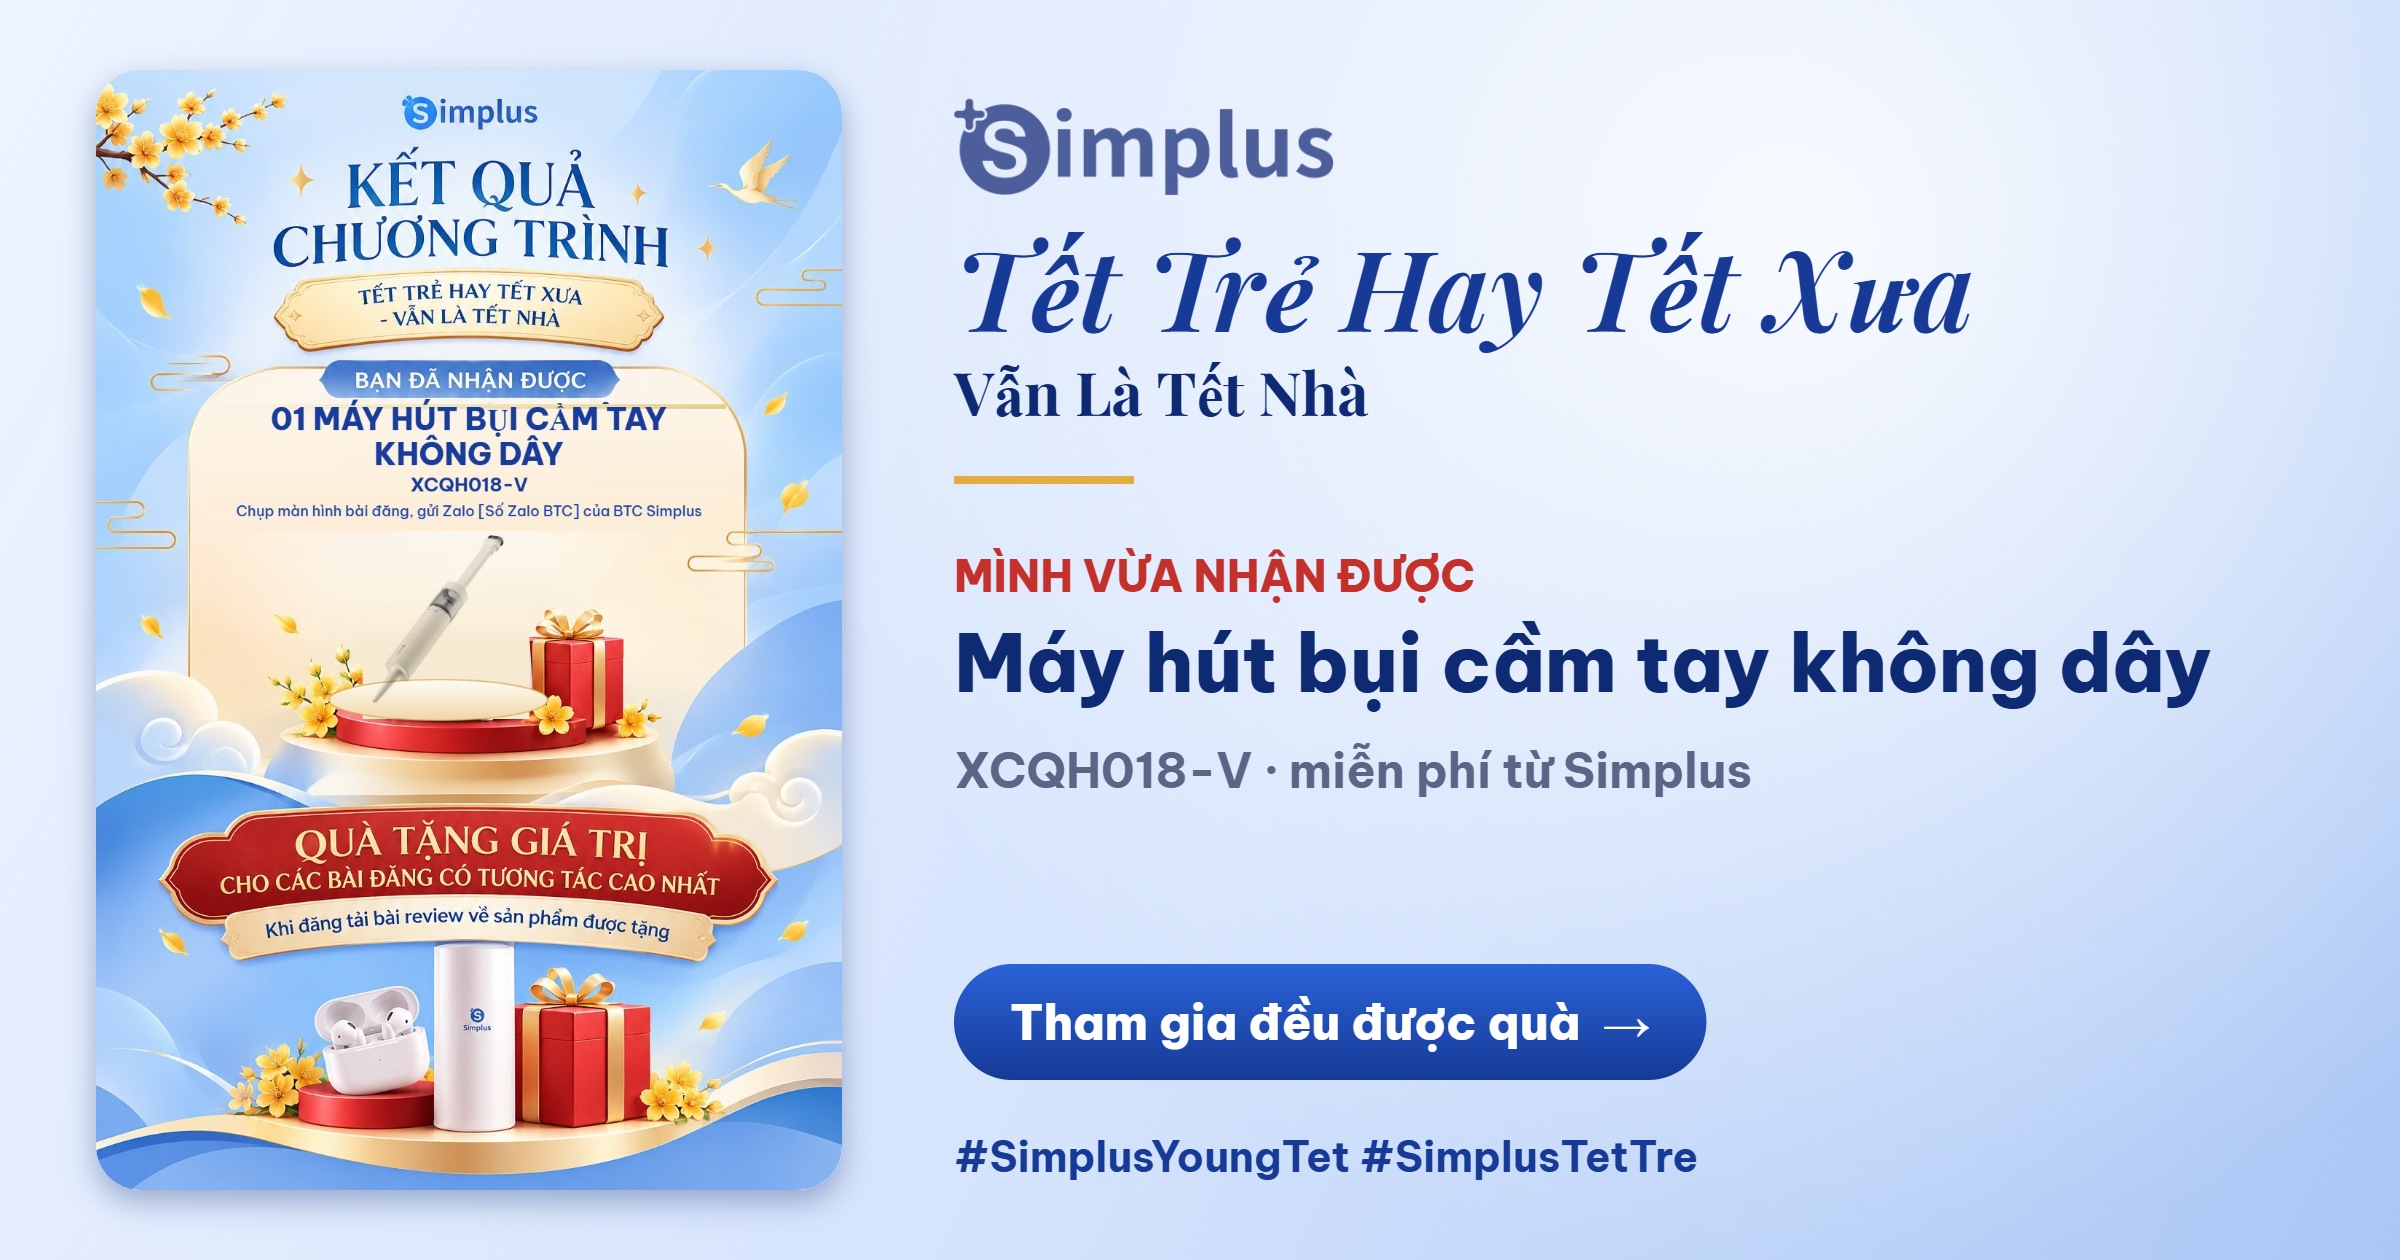 Simplus
KẾT QUẢ
CHƯƠNG TRÌNH
TẾT TRẺ HAY TẾT XƯA
- VẪN LÀ TẾT NHÀ
BẠN ĐÃ NHẬN ĐƯỢC
01 MÁY HÚT BỤI CẦM TAY
KHÔNG DÂY
XCQH018-V
Chụp màn hình bài đăng, gửi Zalo [Số Zalo BTC] của BTC Simplus
QUÀ TẶNG GIÁ TRỊ
CHO CÁC BÀI ĐĂNG CÓ TƯƠNG TÁC CAO NHẤT
Khi đăng tải bài review về sản phẩm được tặng
Simplus
Simplus
Tết Trẻ Hay Tết Xưa
Vẫn Là Tết Nhà
MÌNH VỪA NHẬN ĐƯỢC
Máy hút bụi cầm tay không dây
XCQH018-V · miễn phí từ Simplus
Tham gia đều được quà →
#SimplusYoungTet #SimplusTetTre